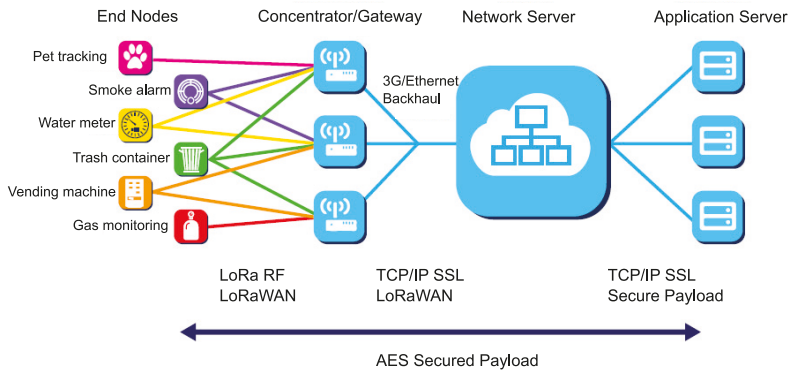 End Nodes
Concentrator/Gateway
Network Server
Application Server
Pet tracking
Smoke alarm
Water meter
Trash container
Vending machine
Gas monitoring
3G/Ethernet
Backhaul
LoRa RF
LoRaWAN
TCP/IP SSL
LoRaWAN
TCP/IP SSL
Secure Payload
AES Secured Payload